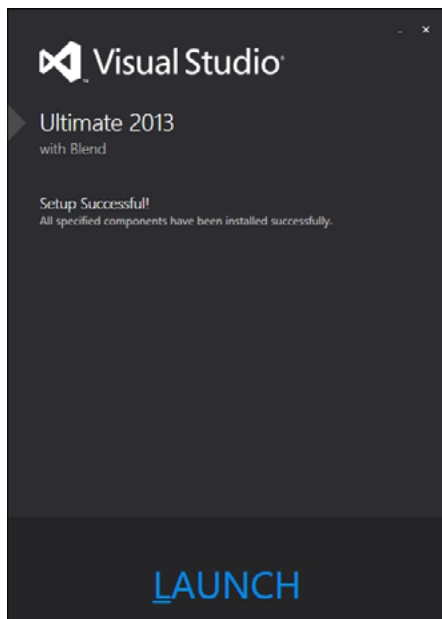 Visual Studio®
Ultimate 2013
with Blend
Setup Successful!
All specified components have been installed successfully.
LAUNCH